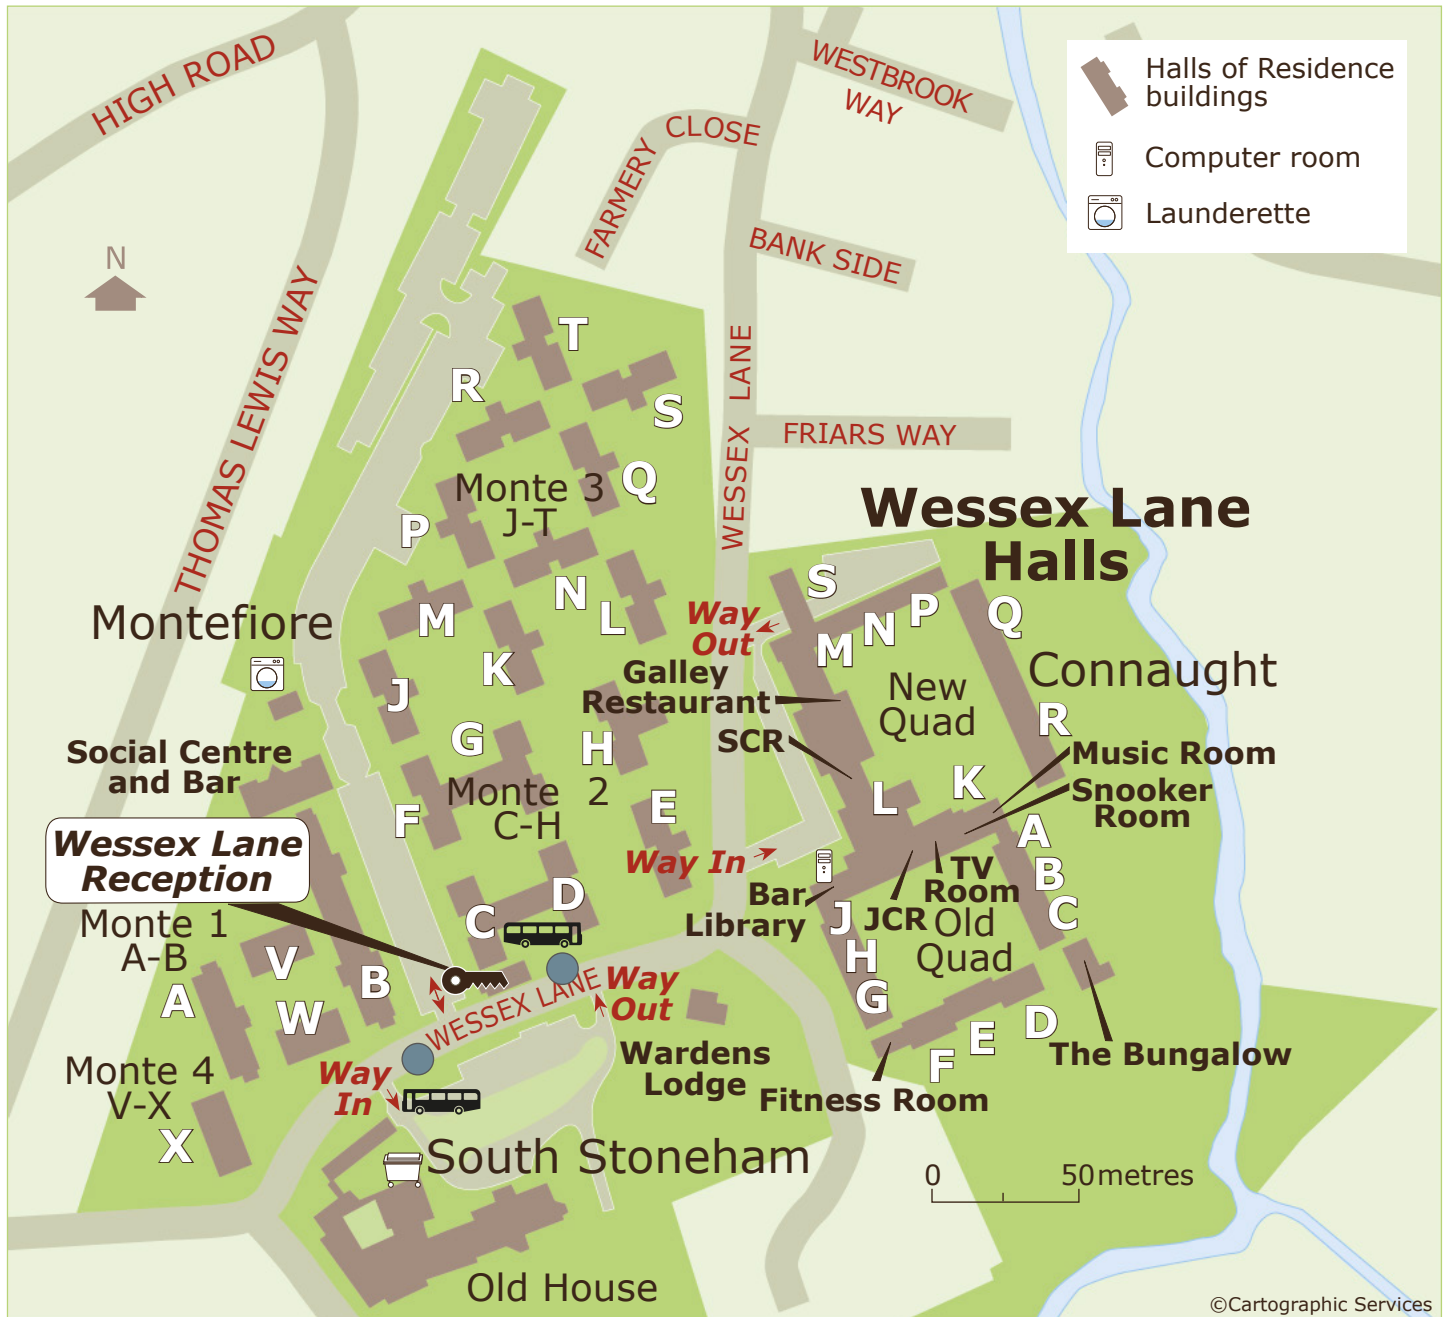 HIGH ROAD
WESTBROOK
WAY
Halls of Residence
buildings
Computer room
Launderette
FARMERY CLOSE
BANK SIDE
N
THOMAS LEWIS WAY
WESSEX LANE
FRIARS WAY
T
R
S
Q
Monte 3
J-T
P
N
L
M
K
J
Wessex Lane
Halls
WESSEX LANE
Montefiore
Way
Out
S
P
N
M
Q
Galley
Restaurant
New
Quad
Connaught
R
SCR
Music Room
Snooker
Room
K
L
Social Centre
and Bar
G
H
Monte 2
C-H
F
E
Way In
A
B
C
TV
Room
Bar
Library
JCR
Old
Quad
J
H
G
Wessex Lane
Reception
D
C
Monte 1
A-B
V
B
A
W
WESSEX LANE
Way
Out
Monte 4
V-X
X
Way
In
Wardens
Lodge
D
E
F
The Bungalow
Fitness Room
South Stoneham
0 50 metres
Old House
©Cartographic Services